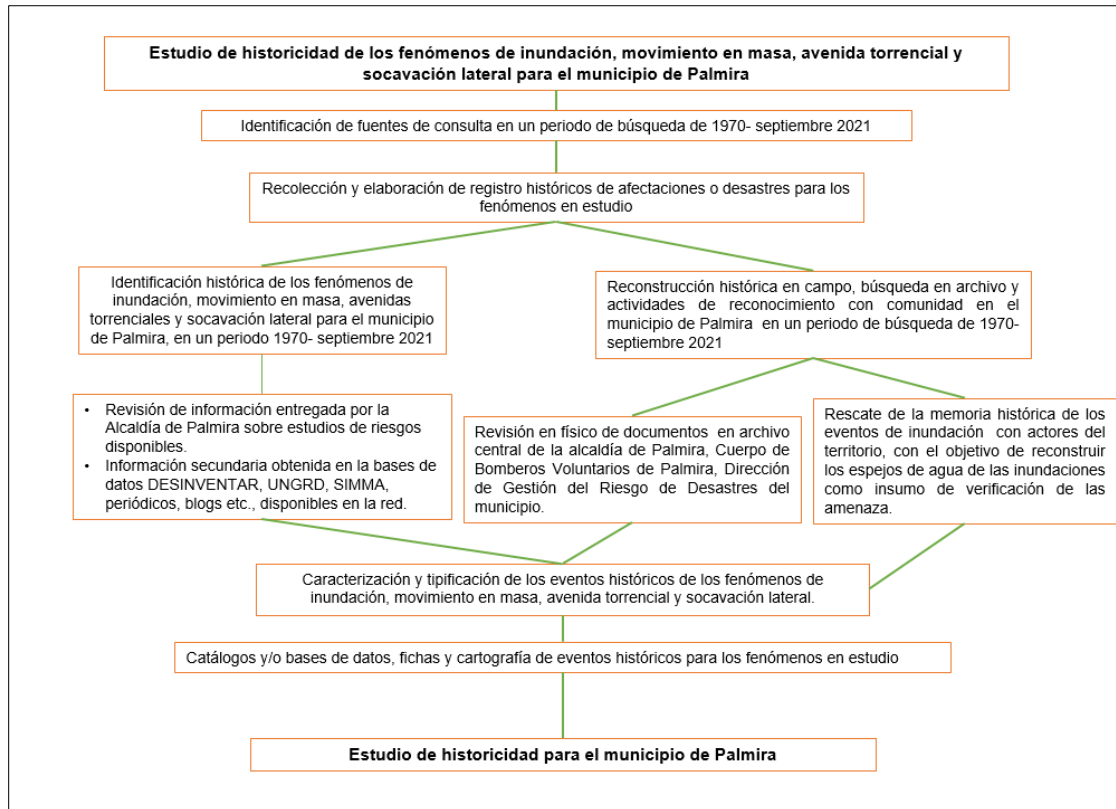 Estudio de historicidad de los fenómenos de inundación, movimiento en masa, avenida torrencial y
socavación lateral para el municipio de Palmira
Identificación de fuentes de consulta en un periodo de búsqueda de 1970- septiembre 2021
Recolección y elaboración de registro históricos de afectaciones o desastres para los
fenómenos en estudio
Identificación histórica de los fenómenos de
inundación, movimiento en masa, avenidas
torrenciales y socavación lateral para el municipio
de Palmira, en un periodo 1970- septiembre 2021
Reconstrucción histórica en campo, búsqueda en archivo y
actividades de reconocimiento con comunidad en el
municipio de Palmira en un periodo de búsqueda de 1970-
septiembre 2021
• Revisión de información entregada por la
Alcaldía de Palmira sobre estudios de riesgos
disponibles.
• Información secundaria obtenida en la bases de
datos DESINVENTAR, UNGRD, SIMMA,
periódicos, blogs etc., disponibles en la red.
Revisión en físico de documentos en archivo
central de la alcaldía de Palmira, Cuerpo de
Bomberos Voluntarios de Palmira, Dirección
de Gestión del Riesgo de Desastres del
municipio.
Rescate de la memoria histórica de los
eventos de inundación con actores del
territorio, con el objetivo de reconstruir
los espejos de agua de las inundaciones
como insumo de verificación de las
amenaza.
Caracterización y tipificación de los eventos históricos de los fenómenos de
inundación, movimiento en masa, avenida torrencial y socavación lateral.
Catálogos y/o bases de datos, fichas y cartografía de eventos históricos para los fenómenos en estudio
Estudio de historicidad para el municipio de Palmira